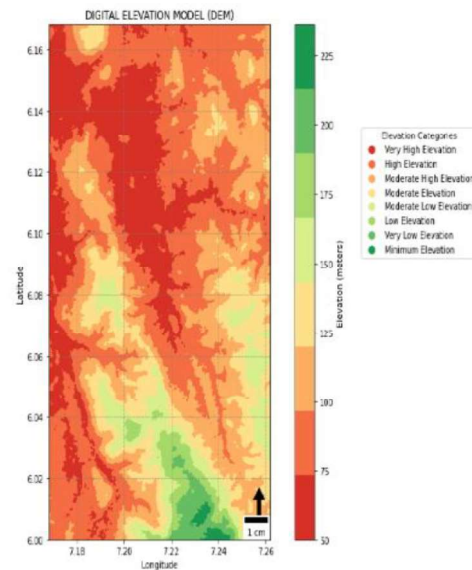 DIGITAL ELEVATION MODEL (DEM)
6.16
6.14
6.12
6.10
6.08
6.06
6.04
6.02
6.00
Latitude
7.18
7.20
7.22
7.24
7.26
Longitude
1 cm
225
200
175
150
125
100
75
50
Elevation (meters)
Elevation Categories
Very High Elevation
High Elevation
Moderate High Elevation
Moderate Elevation
Moderate Low Elevation
Low Elevation
Very Low Elevation
Minimum Elevation